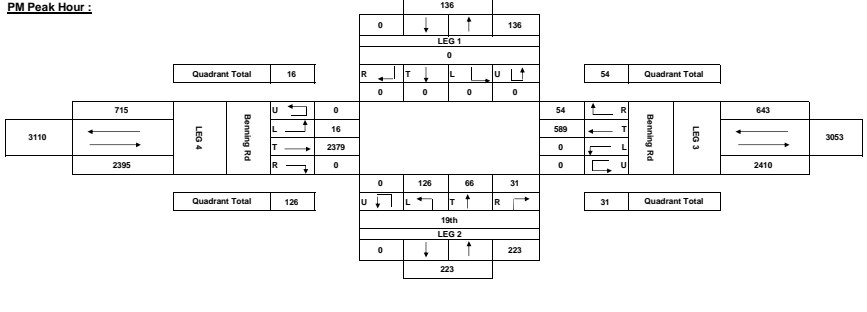 PM Peak Hour :
136
0 136
LEG 1
0
Quadrant Total 16
R T L U
54 Quadrant Total
0 0 0 0
715 U 0 54 R 643
3110 LEG 4 Benning Rd L 16 589 T Benning Rd LEG 3 3053
T 2379 0 L
2395 R 0 0 U 2410
0 126 66 31
Quadrant Total 126 U L T R 31 Quadrant Total
19th
LEG 2
0 223
223